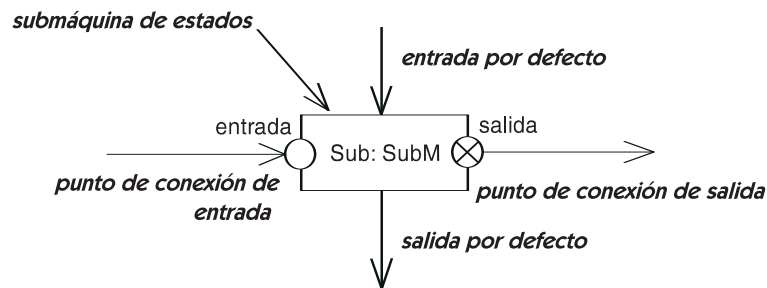 submáquina de estados
entrada por defecto
entrada
salida
Sub: SubM
punto de conexión de
entrada
punto de conexión de salida
salida por defecto